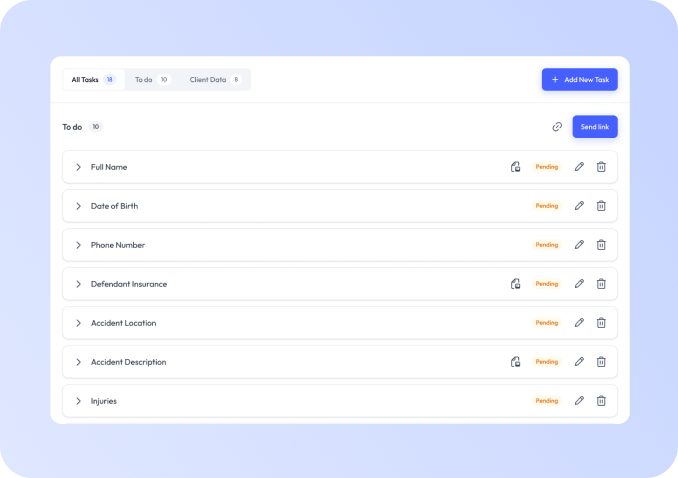 All Tasks 18 To do 10 Client Data 8 Add New Task
To do 10 Send link
Full Name Pending
Date of Birth Pending
Phone Number Pending
Defendant Insurance Pending
Accident Location Pending
Accident Description Pending
Injuries Pending